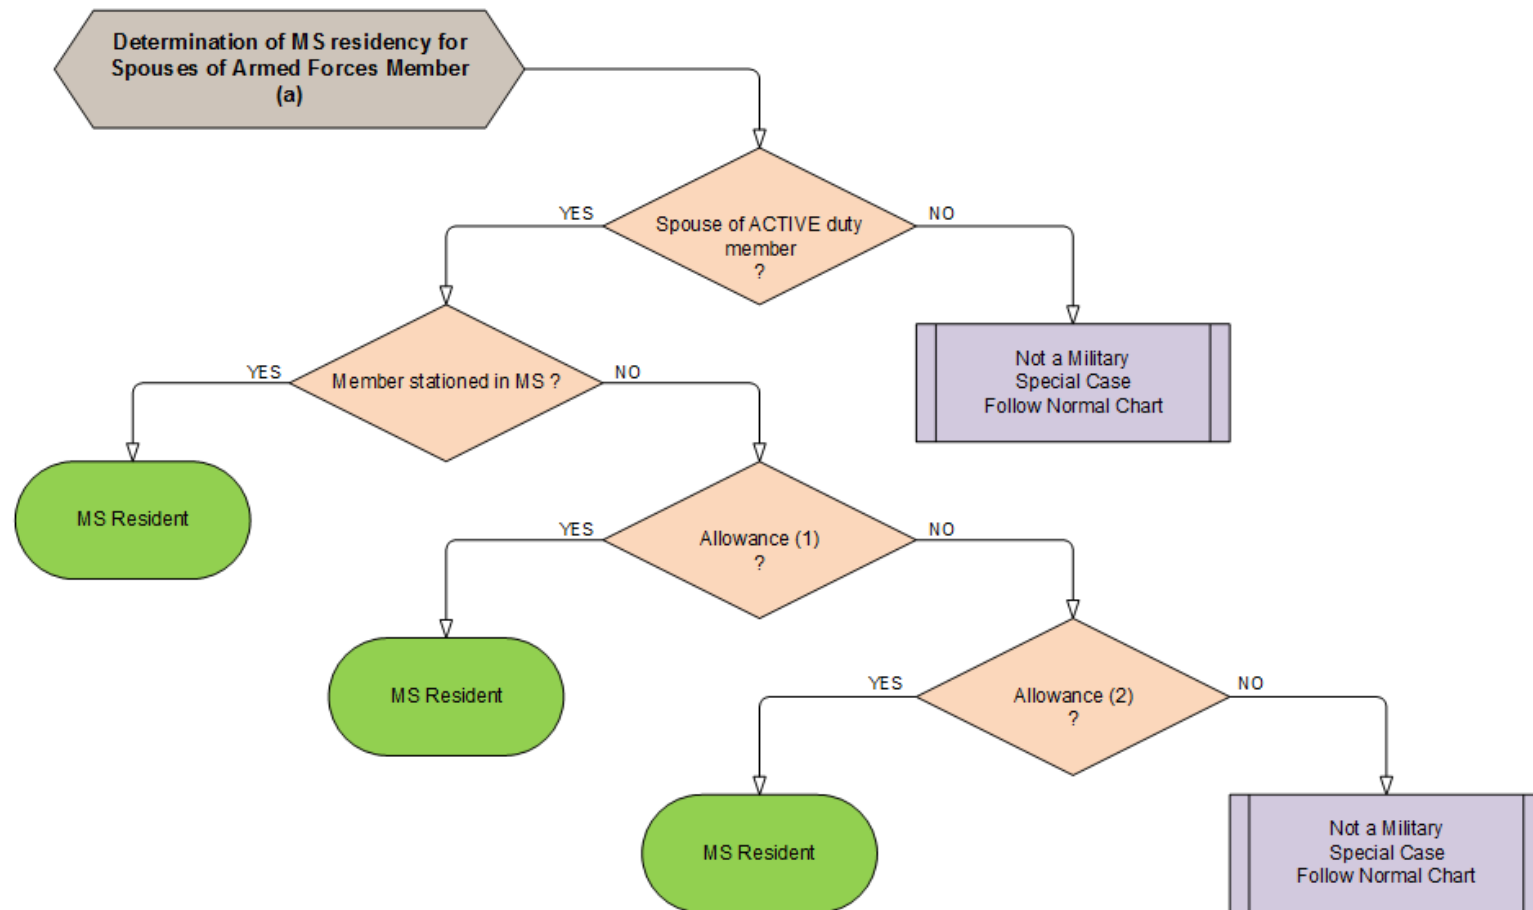 Determination of MS residency for
Spouses of Armed Forces Member
(a)
YES
NO
Spouse of ACTIVE duty
member
?
YES
NO
Member stationed in MS ?
Not a Military
Special Case
Follow Normal Chart
MS Resident
YES
NO
Allowance (1)
?
MS Resident
YES
NO
Allowance (2)
?
MS Resident
Not a Military
Special Case
Follow Normal Chart